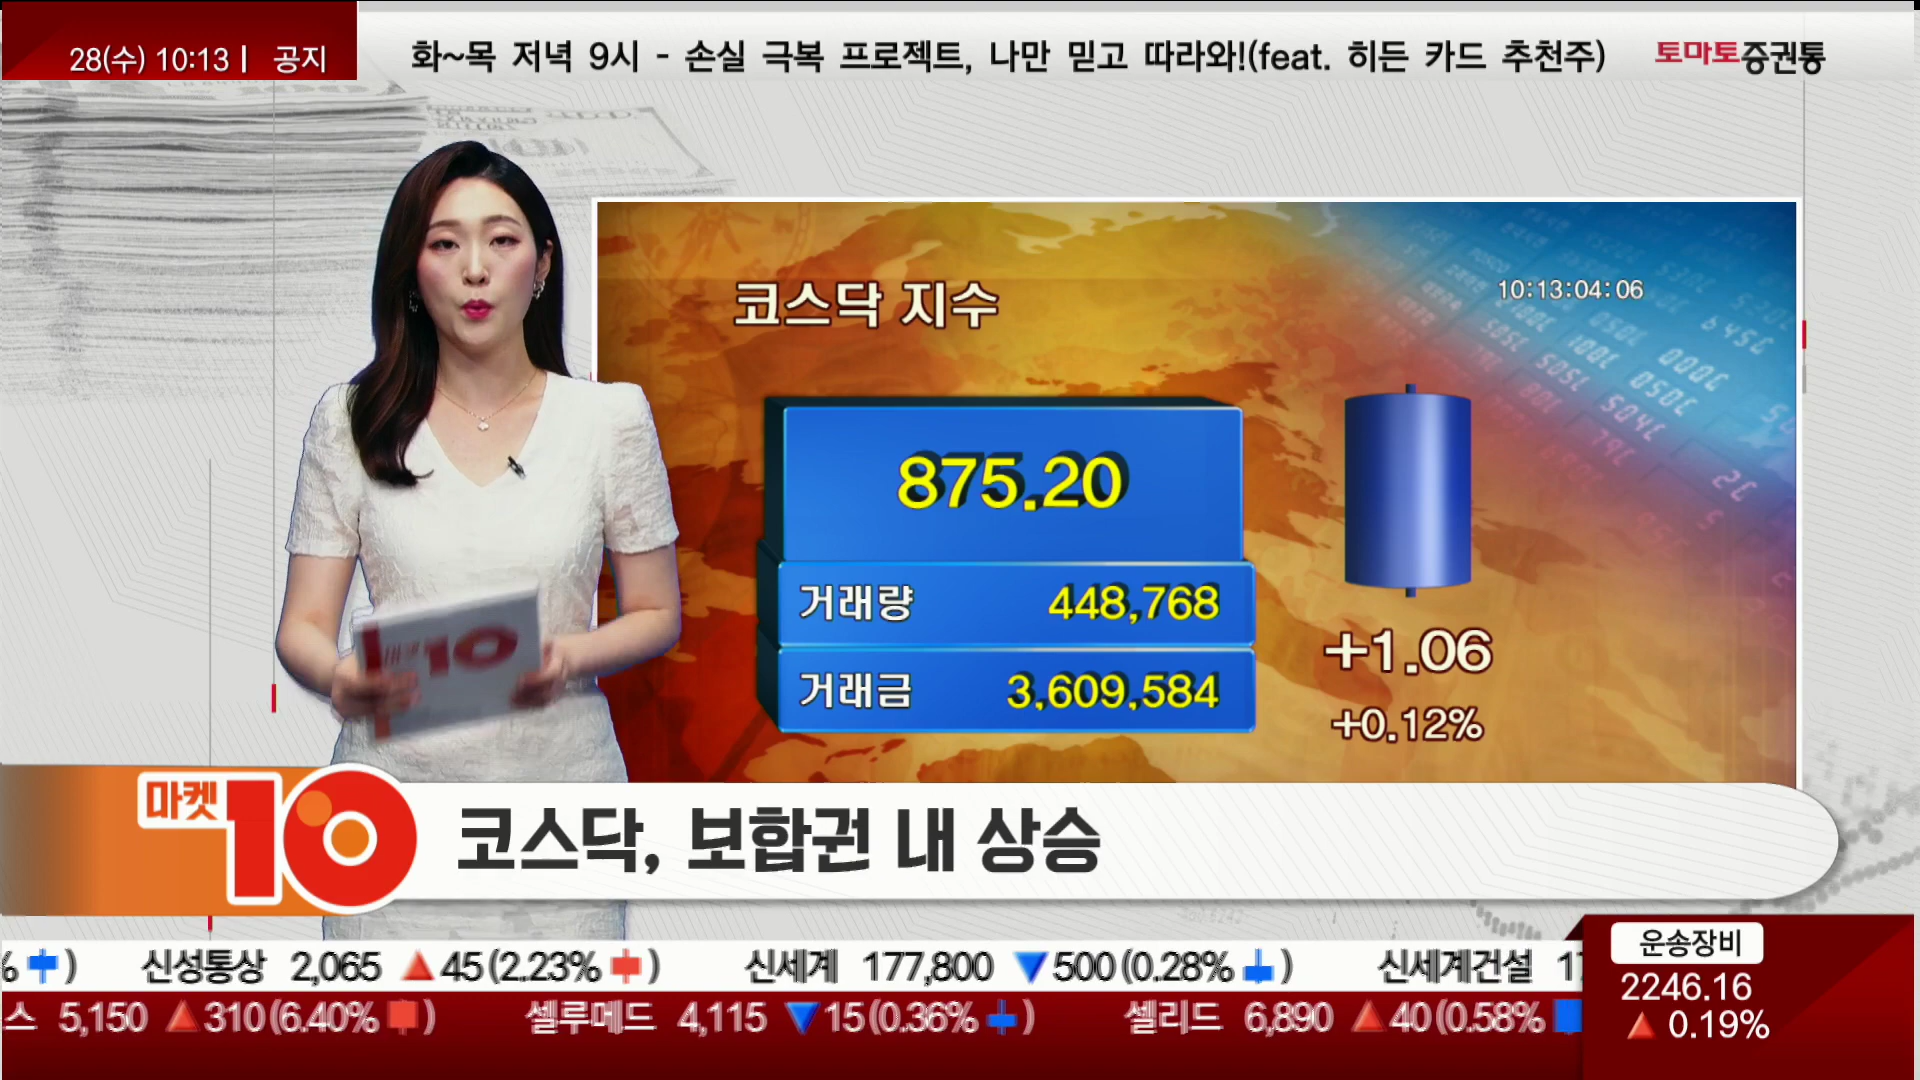 28(수) 10:13 | 공지
화~목 저녁 9시 - 손실 극복 프로젝트, 나만 믿고 따라와!(feat. 히든 카드 추천주)
토마토증권통
코스닥 지수
10:13:04:06
875.20
거래량 448,768
거래금 3,609,584
+1.06
+0.12%
10
마켓10
코스닥, 보합권 내 상승
%) 신성통상 2,065 ▲45(2.23%) 신세계 177,800 ▼500(0.28%) 신세계건설
스 5,150 ▲310(6.40%) 셀루메드 4,115 ▼15(0.36%) 셀리드 6,890 ▲40(0.58%
운송장비
2246.16
▲ 0.19%